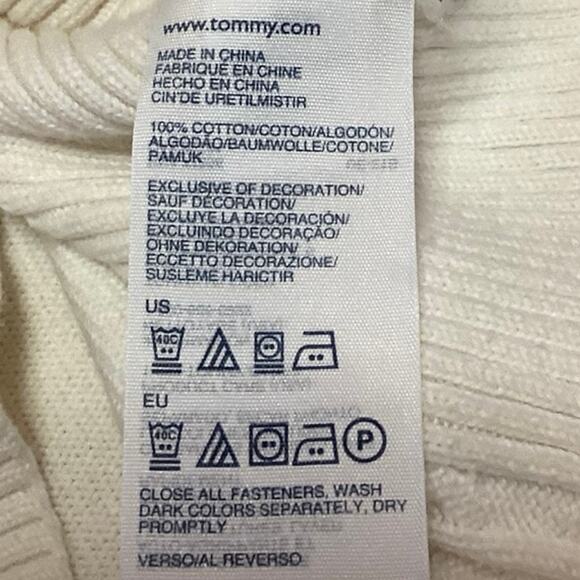 www.tommy.com
MADE IN CHINA
FABRIQUÉ EN CHINE
HECHO EN CHINA
CIN'DE URETILMISTIR
100% COTTON/COTON/ALGODÓN/
ALGODÃO/BAUMWOLLE/COTONE/
PAMUK
EXCLUSIVE OF DECORATION/
SAUF DÉCORATION/
EXCLUYE LA DECORACIÓN/
EXCLUINDO DECORAÇÃO/
OHNE DEKORATION/
ECCETTO DECORAZIONE/
SUSLEME HARICTIR
US
40C
EU
40C P
CLOSE ALL FASTENERS, WASH
DARK COLORS SEPARATELY, DRY
PROMPTLY
VERSO/AL REVERSO